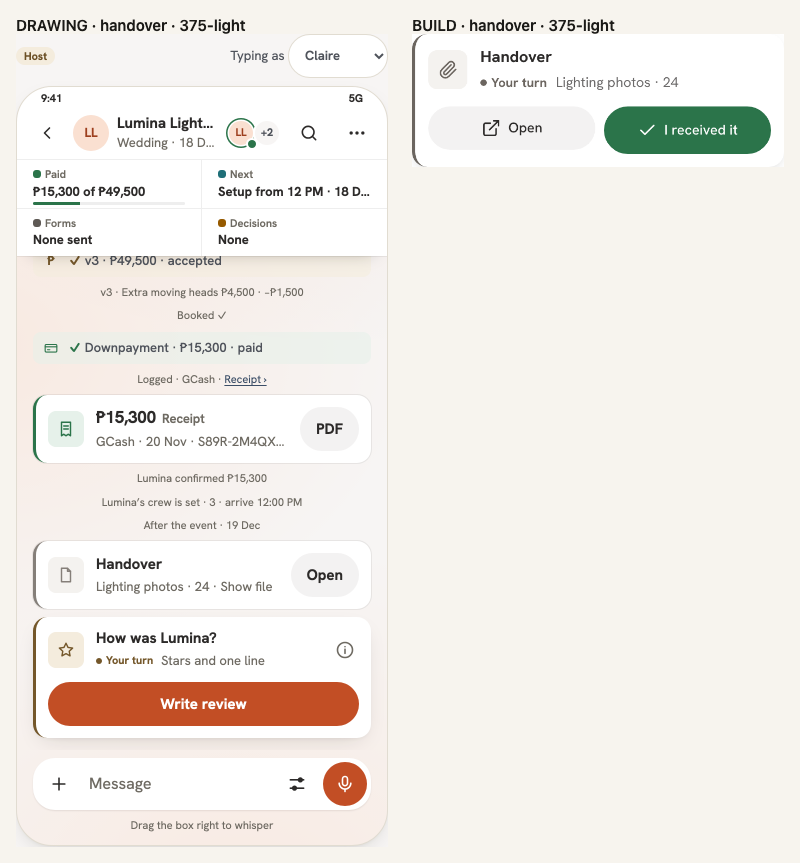 DRAWING · handover · 375-light
Host
Typing as
Claire
9:41
5G
LL
Lumina Light...
Wedding · 18 D...
LL
+2
Paid
₱15,300 of ₱49,500
Next
Setup from 12 PM · 18 D...
Forms
None sent
Decisions
None
₱ ✓ v3 · ₱49,500 · accepted
v3 · Extra moving heads ₱4,500 · −₱1,500
Booked ✓
✓ Downpayment · ₱15,300 · paid
Logged · GCash · Receipt ›
₱15,300 Receipt
GCash · 20 Nov · S89R-2M4QX...
PDF
Lumina confirmed ₱15,300
Lumina’s crew is set · 3 · arrive 12:00 PM
After the event · 19 Dec
Handover
Lighting photos · 24 · Show file
Open
How was Lumina?
Your turn Stars and one line
Write review
Message
Drag the box right to whisper
BUILD · handover · 375-light
Handover
Your turn Lighting photos · 24
Open
I received it